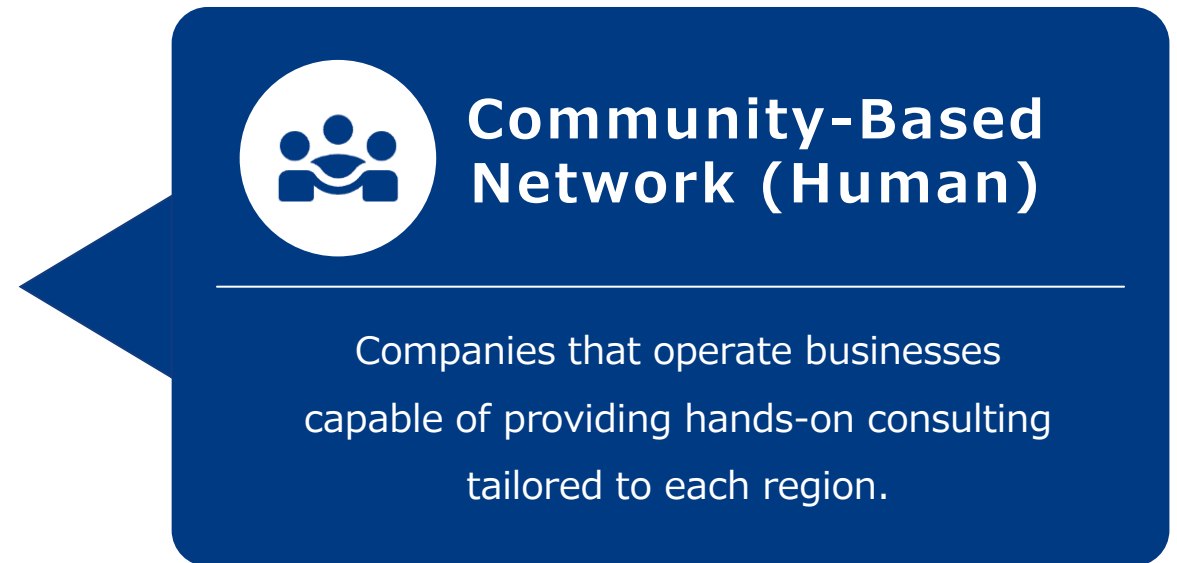 Community-Based
Network (Human)
Companies that operate businesses
capable of providing hands-on consulting
tailored to each region.